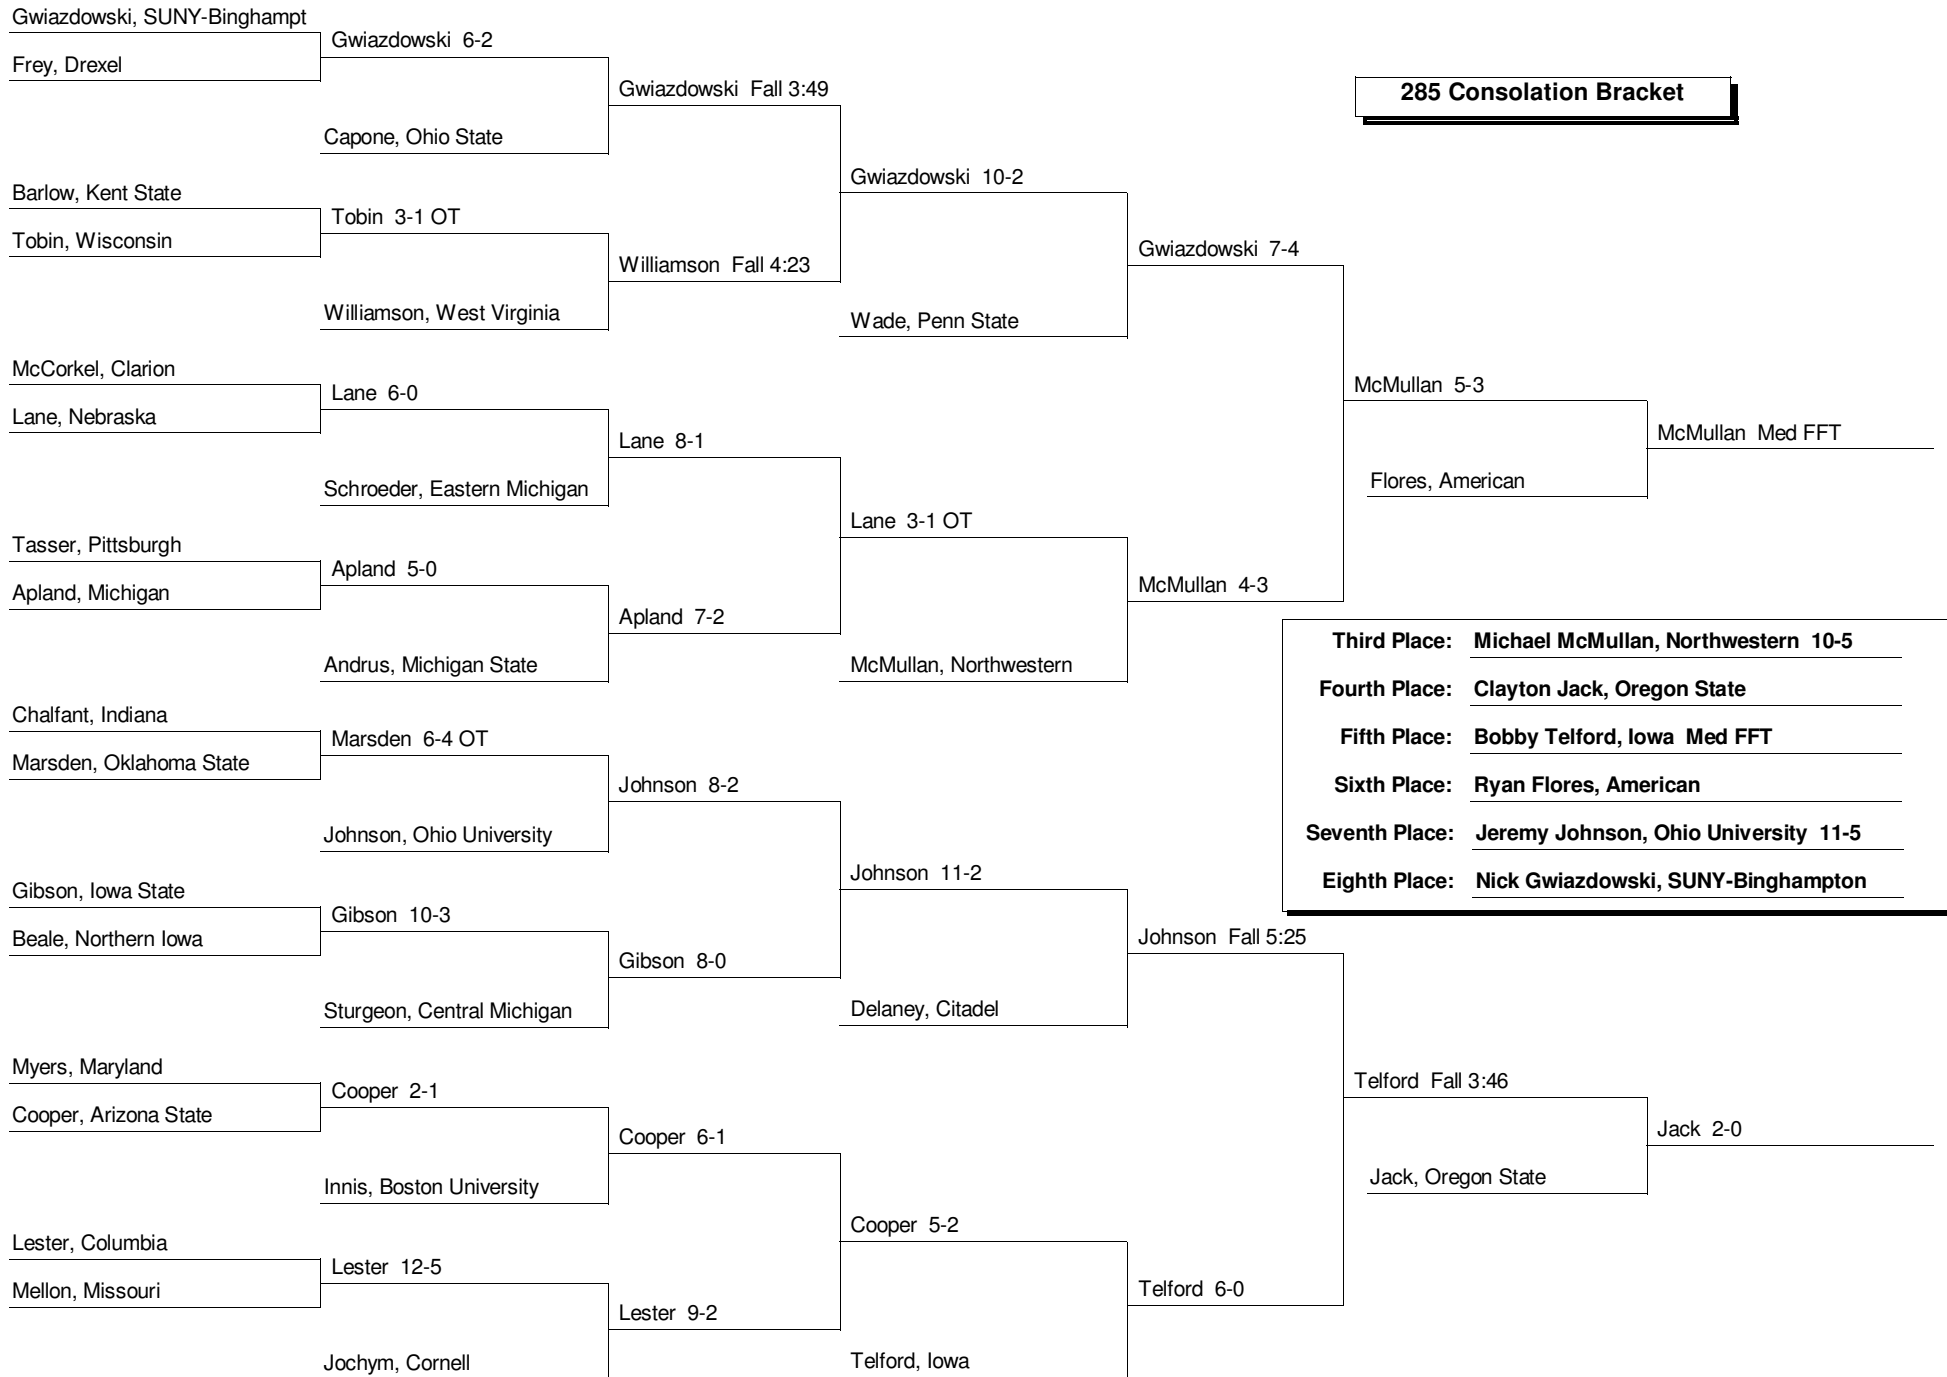 Gwiazdowski, SUNY-Binghampt
Gwiazdowski 6-2
Frey, Drexel
Gwiazdowski Fall 3:49
285 Consolation Bracket
Capone, Ohio State
Gwiazdowski 10-2
Barlow, Kent State
Tobin 3-1 OT
Tobin, Wisconsin
Gwiazdowski 7-4
Williamson Fall 4:23
Williamson, West Virginia
Wade, Penn State
McCorkel, Clarion
McMullan 5-3
Lane 6-0
Lane, Nebraska
McMullan Med FFT
Lane 8-1
Flores, American
Schroeder, Eastern Michigan
Lane 3-1 OT
Tasser, Pittsburgh
Apland 5-0
McMullan 4-3
Apland, Michigan
Apland 7-2
Third Place: Michael McMullan, Northwestern 10-5
Andrus, Michigan State
McMullan, Northwestern
Fourth Place: Clayton Jack, Oregon State
Chalfant, Indiana
Marsden 6-4 OT
Fifth Place: Bobby Telford, Iowa Med FFT
Marsden, Oklahoma State
Johnson 8-2
Sixth Place: Ryan Flores, American
Johnson, Ohio University
Seventh Place: Jeremy Johnson, Ohio University 11-5
Johnson 11-2
Eighth Place: Nick Gwiazdowski, SUNY-Binghampton
Gibson, Iowa State
Gibson 10-3
Beale, Northern Iowa
Johnson Fall 5:25
Gibson 8-0
Sturgeon, Central Michigan
Delaney, Citadel
Myers, Maryland
Telford Fall 3:46
Cooper 2-1
Cooper, Arizona State
Jack 2-0
Cooper 6-1
Jack, Oregon State
Innis, Boston University
Cooper 5-2
Lester, Columbia
Lester 12-5
Mellon, Missouri
Telford 6-0
Lester 9-2
Jochym, Cornell
Telford, Iowa